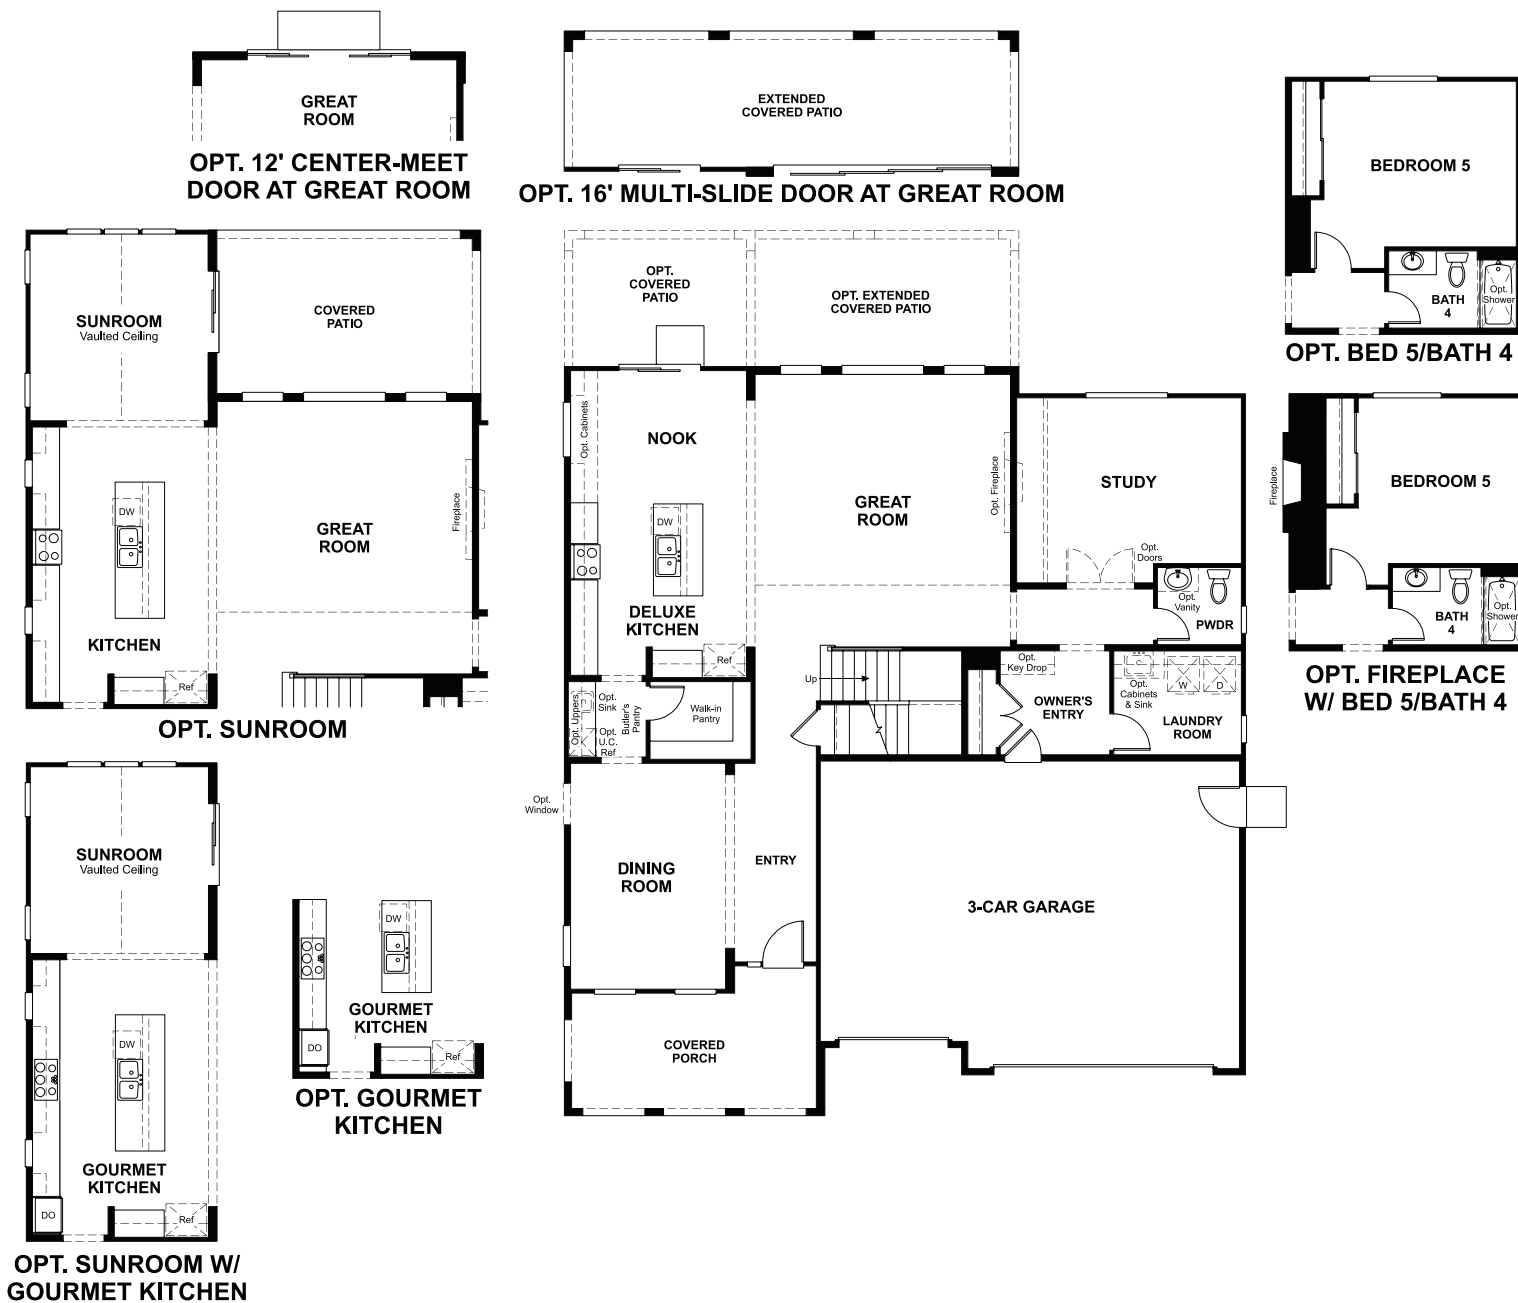 GREAT
ROOM
OPT. 12' CENTER-MEET
DOOR AT GREAT ROOM
EXTENDED
COVERED PATIO
OPT. 16' MULTI-SLIDE DOOR AT GREAT ROOM
BEDROOM 5
BATH
4
Opt.
Shower
OPT. BED 5/BATH 4
SUNROOM
Vaulted Ceiling
COVERED
PATIO
DW
GREAT
ROOM
Fireplace
KITCHEN
Ref
OPT. SUNROOM
OPT.
COVERED
PATIO
OPT. EXTENDED
COVERED PATIO
Opt. Cabinets
NOOK
GREAT
ROOM
Opt. Fireplace
STUDY
DW
Opt.
Doors
DELUXE
KITCHEN
Ref
Opt.
Vanity
PWDR
Opt. Uppers
Opt.
Sink
Opt.
U.C.
Ref
Butler's
Pantry
Walk-in
Pantry
Up
Opt.
Key Drop
OWNER'S
ENTRY
Opt.
Cabinets
& Sink
W
D
LAUNDRY
ROOM
Opt.
Window
DINING
ROOM
ENTRY
3-CAR GARAGE
COVERED
PORCH
Fireplace
BEDROOM 5
BATH
4
Opt.
Shower
OPT. FIREPLACE
W/ BED 5/BATH 4
SUNROOM
Vaulted Ceiling
DW
GOURMET
KITCHEN
DO
Ref
OPT. SUNROOM W/
GOURMET KITCHEN
DW
GOURMET
KITCHEN
DO
Ref
OPT. GOURMET
KITCHEN